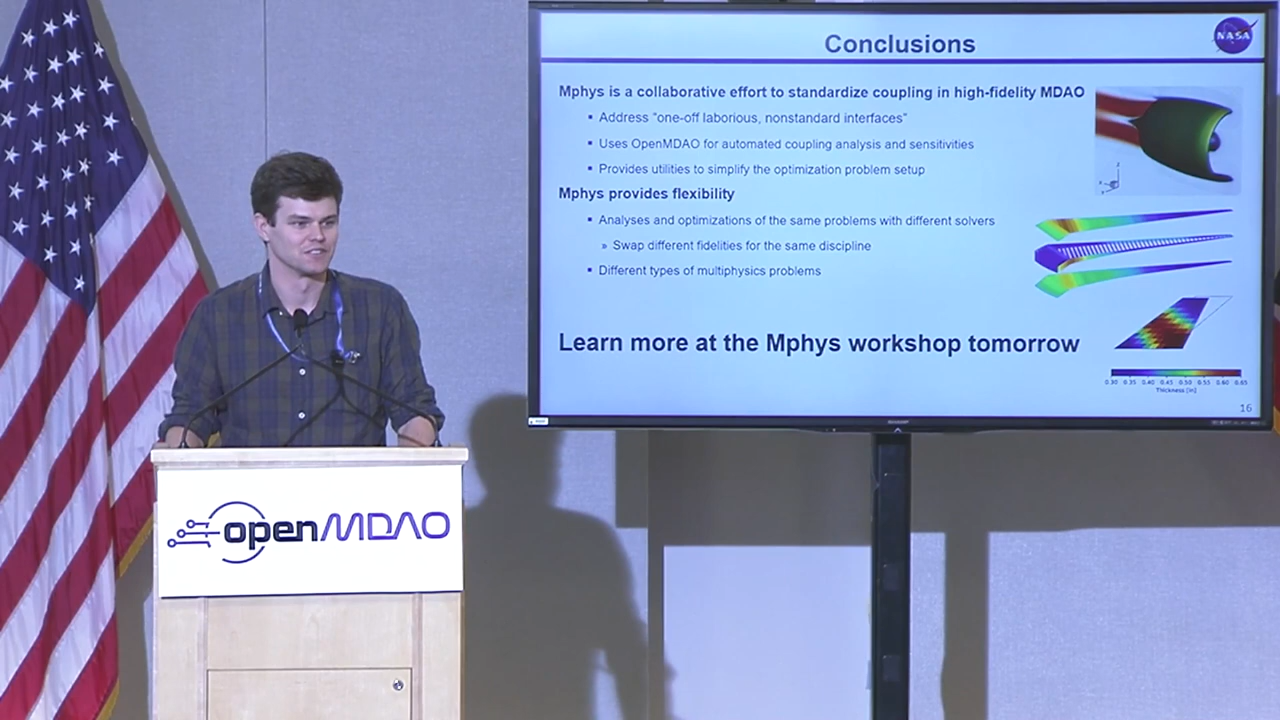 Conclusions
NASA
Mphys is a collaborative effort to standardize coupling in high-fidelity MDAO
▪ Address "one-off laborious, nonstandard interfaces"
▪ Uses OpenMDAO for automated coupling analysis and sensitivities
▪ Provides utilities to simplify the optimization problem setup
Mphys provides flexibility
▪ Analyses and optimizations of the same problems with different solvers
» Swap different fidelities for the same discipline
▪ Different types of multiphysics problems
Learn more at the Mphys workshop tomorrow
0.30 0.35 0.40 0.45 0.50 0.55 0.60 0.65
Thickness [in]
16
openMDAO